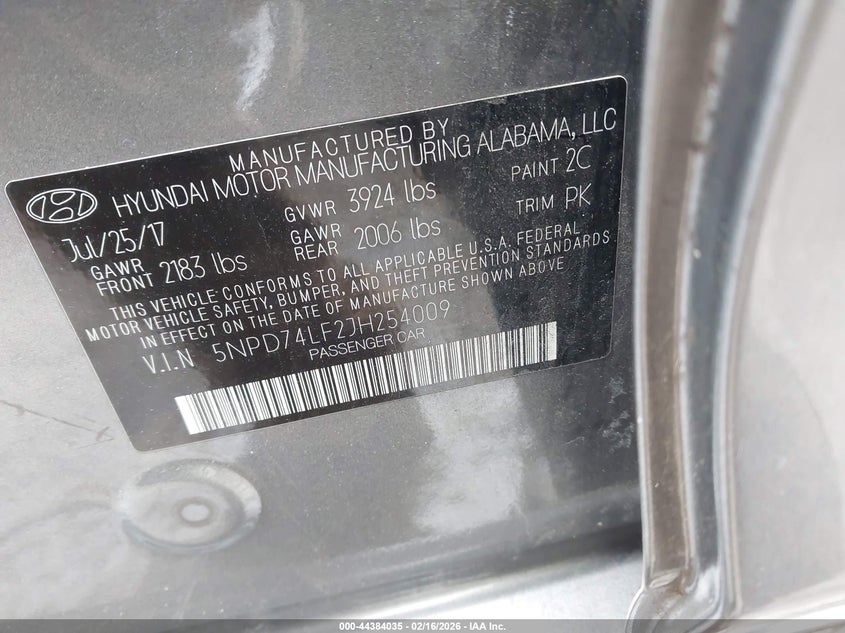 MANUFACTURED BY
HYUNDAI MOTOR MANUFACTURING ALABAMA, LLC
Jul/25/17 GVWR 3924 lbs PAINT 2C
GAWR FRONT 2183 lbs GAWR REAR 2006 lbs TRIM PK
THIS VEHICLE CONFORMS TO ALL APPLICABLE U.S.A. FEDERAL
MOTOR VEHICLE SAFETY, BUMPER, AND THEFT PREVENTION STANDARDS
IN EFFECT ON THE DATE OF MANUFACTURE SHOWN ABOVE
V.I.N 5NPD74LF2JH254009
PASSENGER CAR
000-44384035 - 02/16/2026 - IAA Inc.